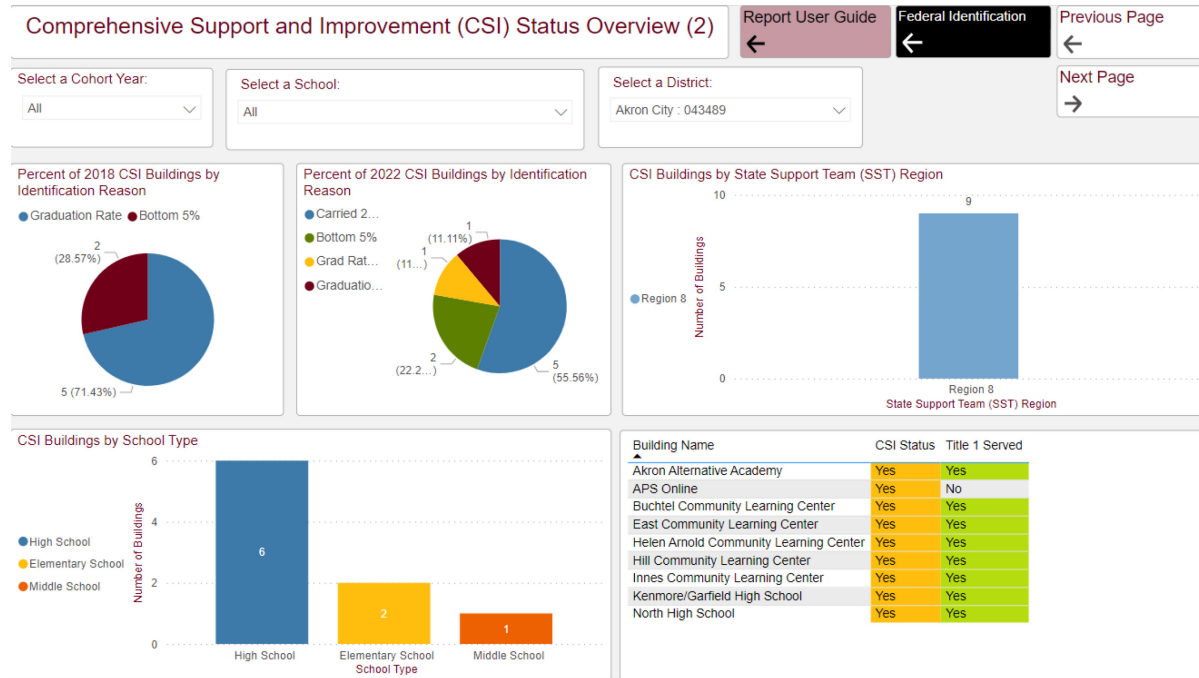 Comprehensive Support and Improvement (CSI) Status Overview (2)
Report User Guide
Federal Identification
Previous Page
Next Page
Select a Cohort Year:
All
Select a School:
All
Select a District:
Akron City : 043489
Percent of 2018 CSI Buildings by
Identification Reason
Graduation Rate
Bottom 5%
2
(28.57%)
5 (71.43%)
Percent of 2022 CSI Buildings by Identification
Reason
Carried 2...
Bottom 5%
Grad Rat...
Graduatio...
1
(11.11%)
1
(11...)
2
(22.2...)
5
(55.56%)
CSI Buildings by State Support Team (SST) Region
Region 8
Number of Buildings
10
5
0
9
Region 8
State Support Team (SST) Region
CSI Buildings by School Type
High School
Elementary School
Middle School
Number of Buildings
6
4
2
0
6
2
1
High School
Elementary School
Middle School
School Type
Building Name CSI Status Title 1 Served
Akron Alternative Academy Yes Yes
APS Online Yes No
Buchtel Community Learning Center Yes Yes
East Community Learning Center Yes Yes
Helen Arnold Community Learning Center Yes Yes
Hill Community Learning Center Yes Yes
Innes Community Learning Center Yes Yes
Kenmore/Garfield High School Yes Yes
North High School Yes Yes